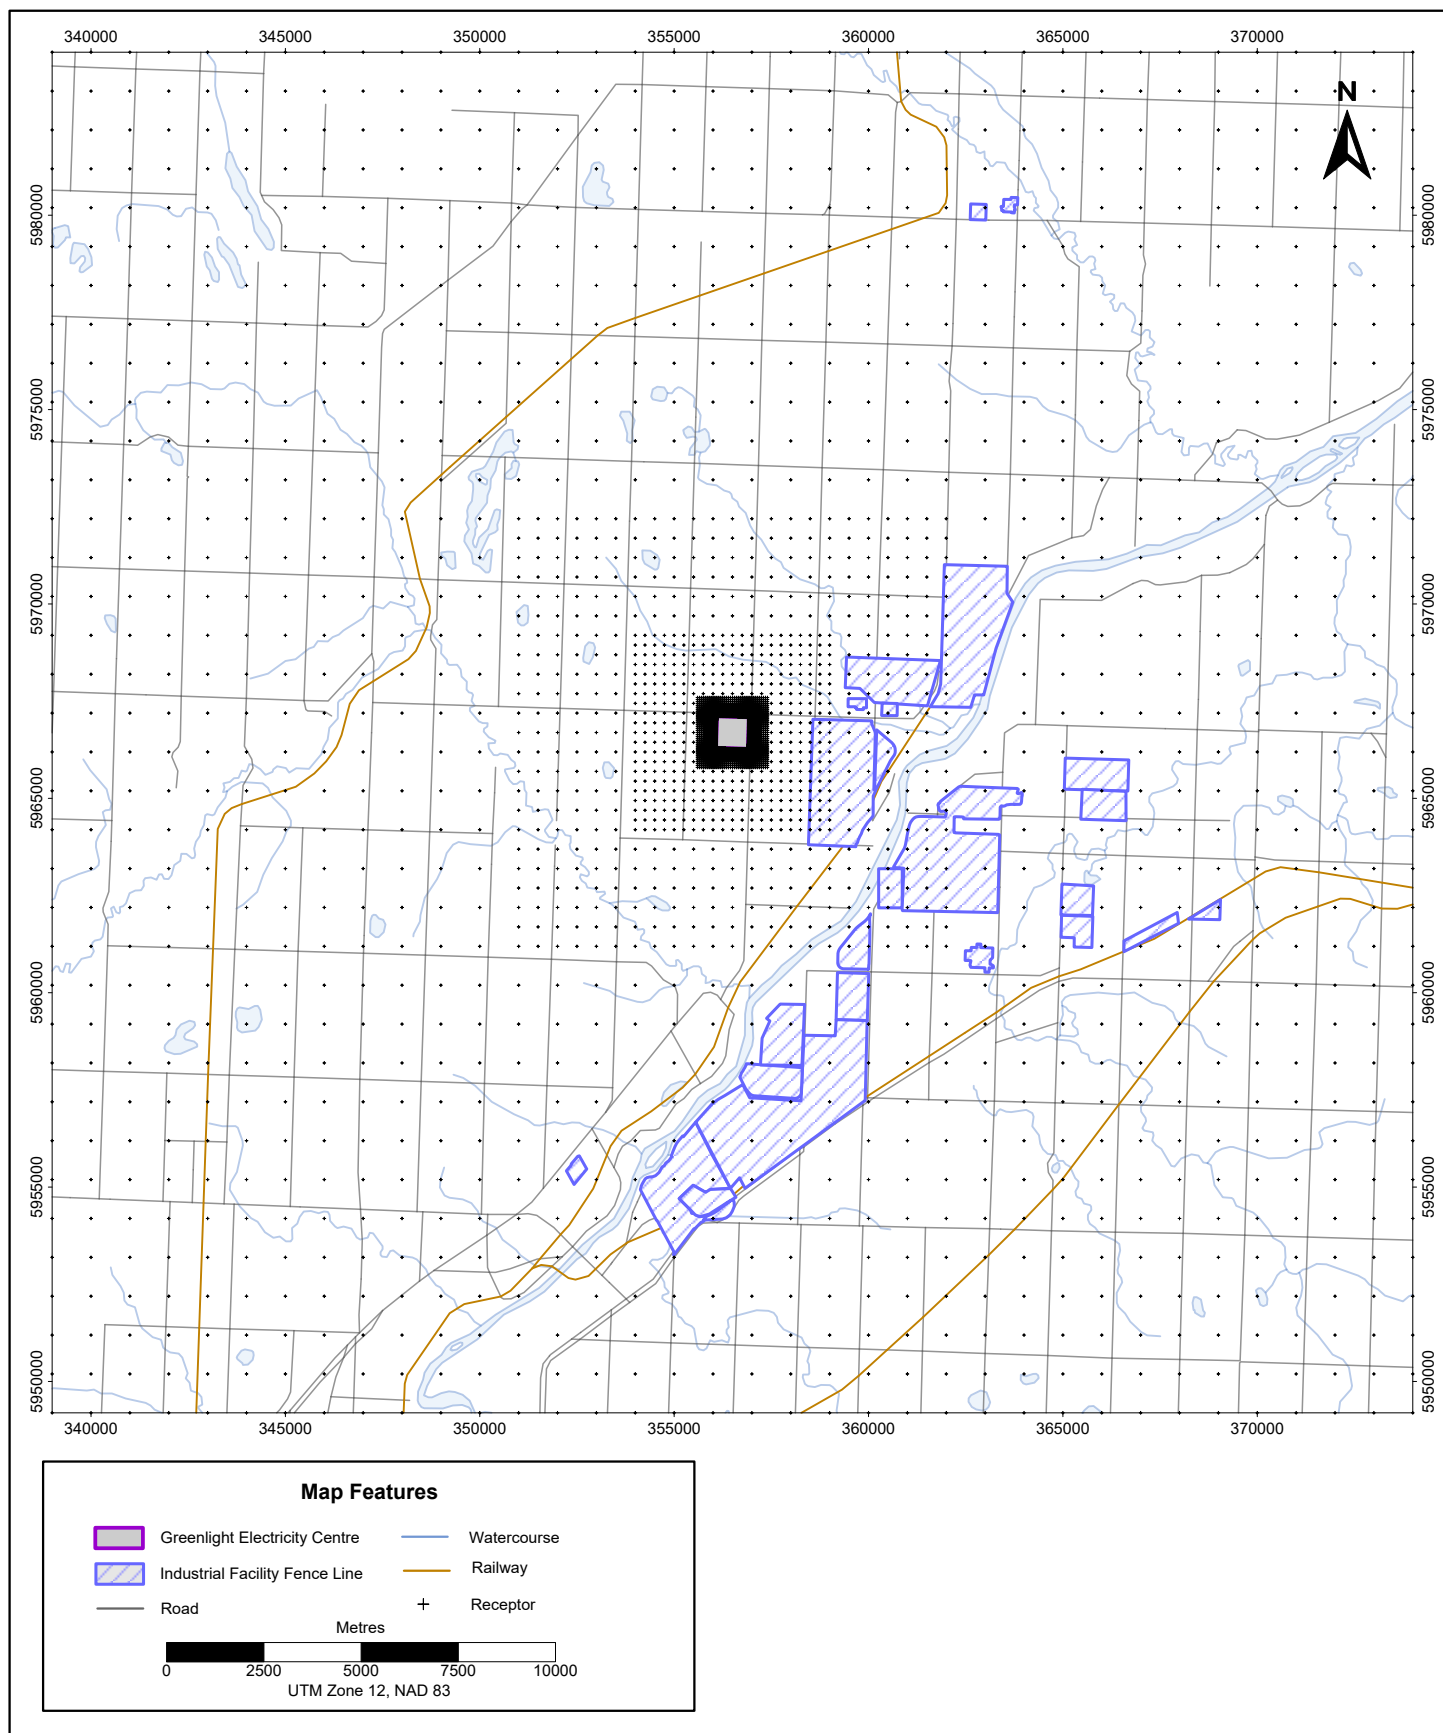 340000 345000 350000 355000 360000 365000 370000
N
5980000 5980000
5975000 5975000
5970000 5970000
5965000 5965000
5960000 5960000
5955000 5955000
5950000 5950000
340000 345000 350000 355000 360000 365000 370000
Map Features
Greenlight Electricity Centre
Watercourse
Industrial Facility Fence Line
Railway
Road
Receptor
Metres
0 2500 5000 7500 10000
UTM Zone 12, NAD 83